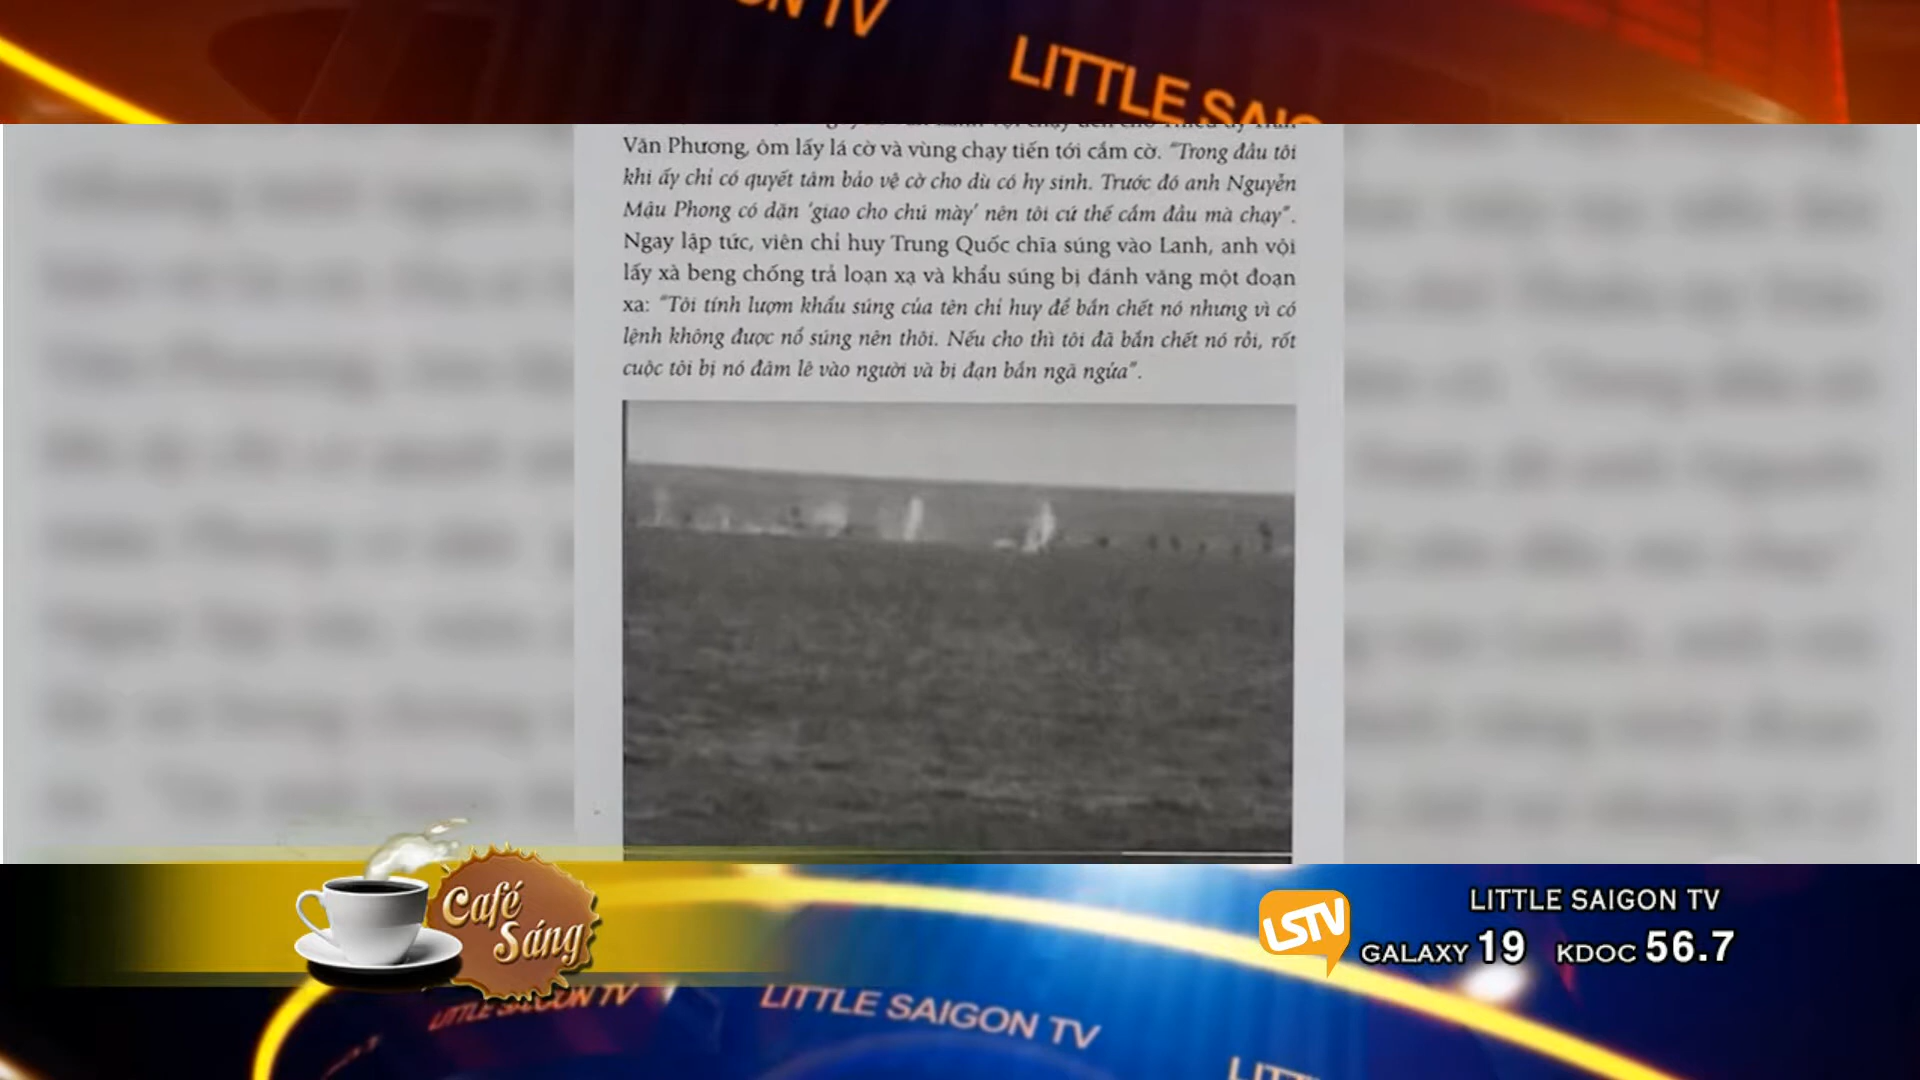 LITTLE SAIG
Văn Phương, ôm lấy lá cờ và vùng chạy tiến tới cắm cờ. "Trong đầu tôi
khi ấy chỉ có quyết tâm bảo vệ cờ cho dù có hy sinh. Trước đó anh Nguyễn
Mậu Phong có dặn 'giao cho chú mày' nên tôi cứ thế cắm đầu mà chạy".
Ngay lập tức, viên chỉ huy Trung Quốc chĩa súng vào Lanh, anh vội
lấy xà beng chống trả loạn xạ và khẩu súng bị đánh văng một đoạn
xa: "Tôi tính lượm khẩu súng của tên chỉ huy để bắn chết nó nhưng vì có
lệnh không được nổ súng nên thôi. Nếu cho thì tôi đã bắn chết nó rồi, rốt
cuộc tôi bị nó đâm lê vào người và bị đạn bắn ngã ngửa".
Café
Sáng
LSTV
LITTLE SAIGON TV
GALAXY 19 KDOC 56.7
LITTLE SAIGON TV
LITTLE SAIGON TV